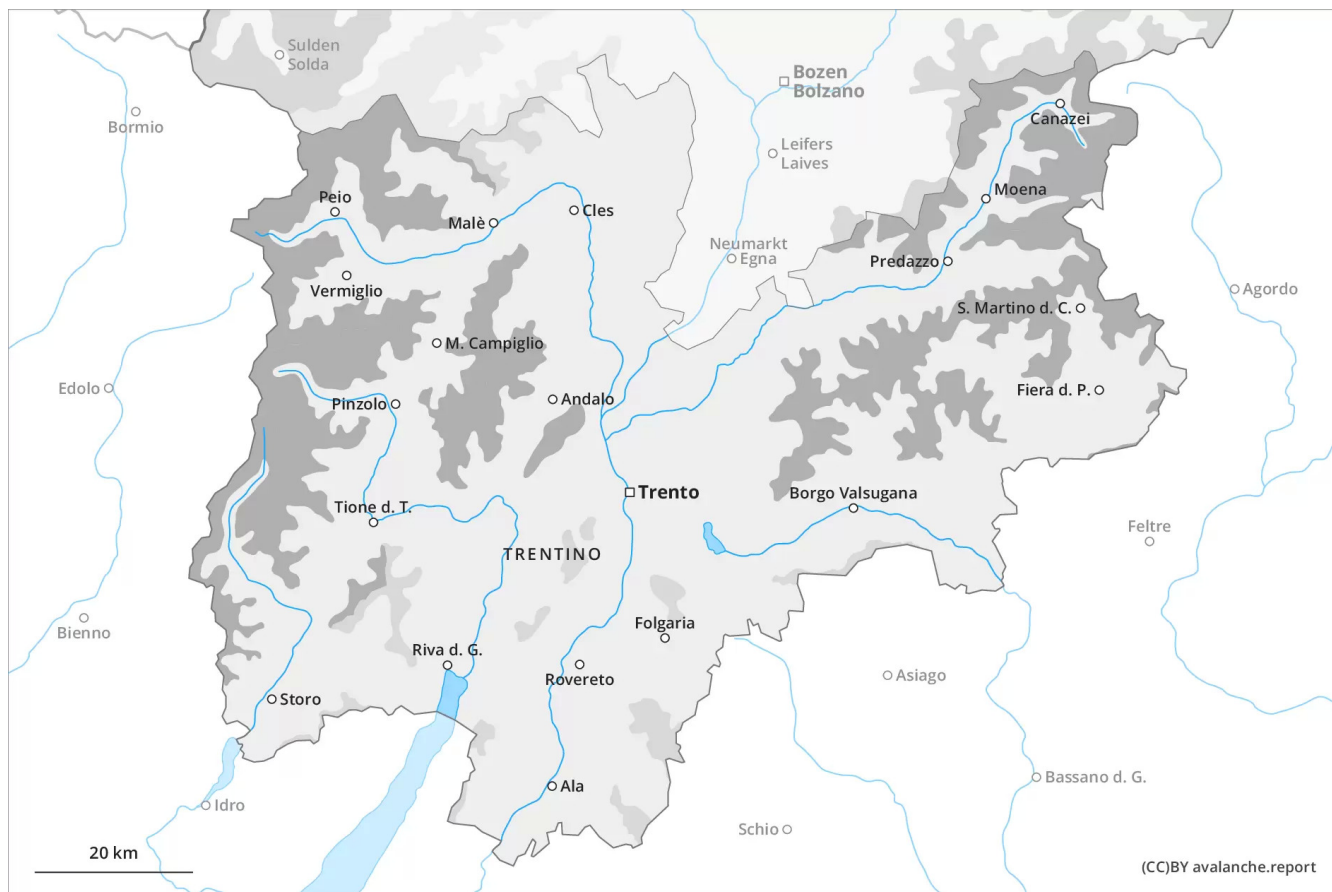 Sulden
Solda
Bozen
Bolzano
Bormio
Canazei
Leifers
Laives
Peio
Moena
Malè
Cles
Neumarkt
Egna
Predazzo
Vermiglio
Agordo
S. Martino d. C.
M. Campiglio
Edolo
Fiera d. P.
Pinzolo
Andalo
Trento
Borgo Valsugana
Tione d. T.
Feltre
TRENTINO
Bienno
Folgaria
Riva d. G.
Rovereto
Asiago
Storo
Bassano d. G.
Ala
Idro
Schio
20 km
(CC)BY avalanche.report